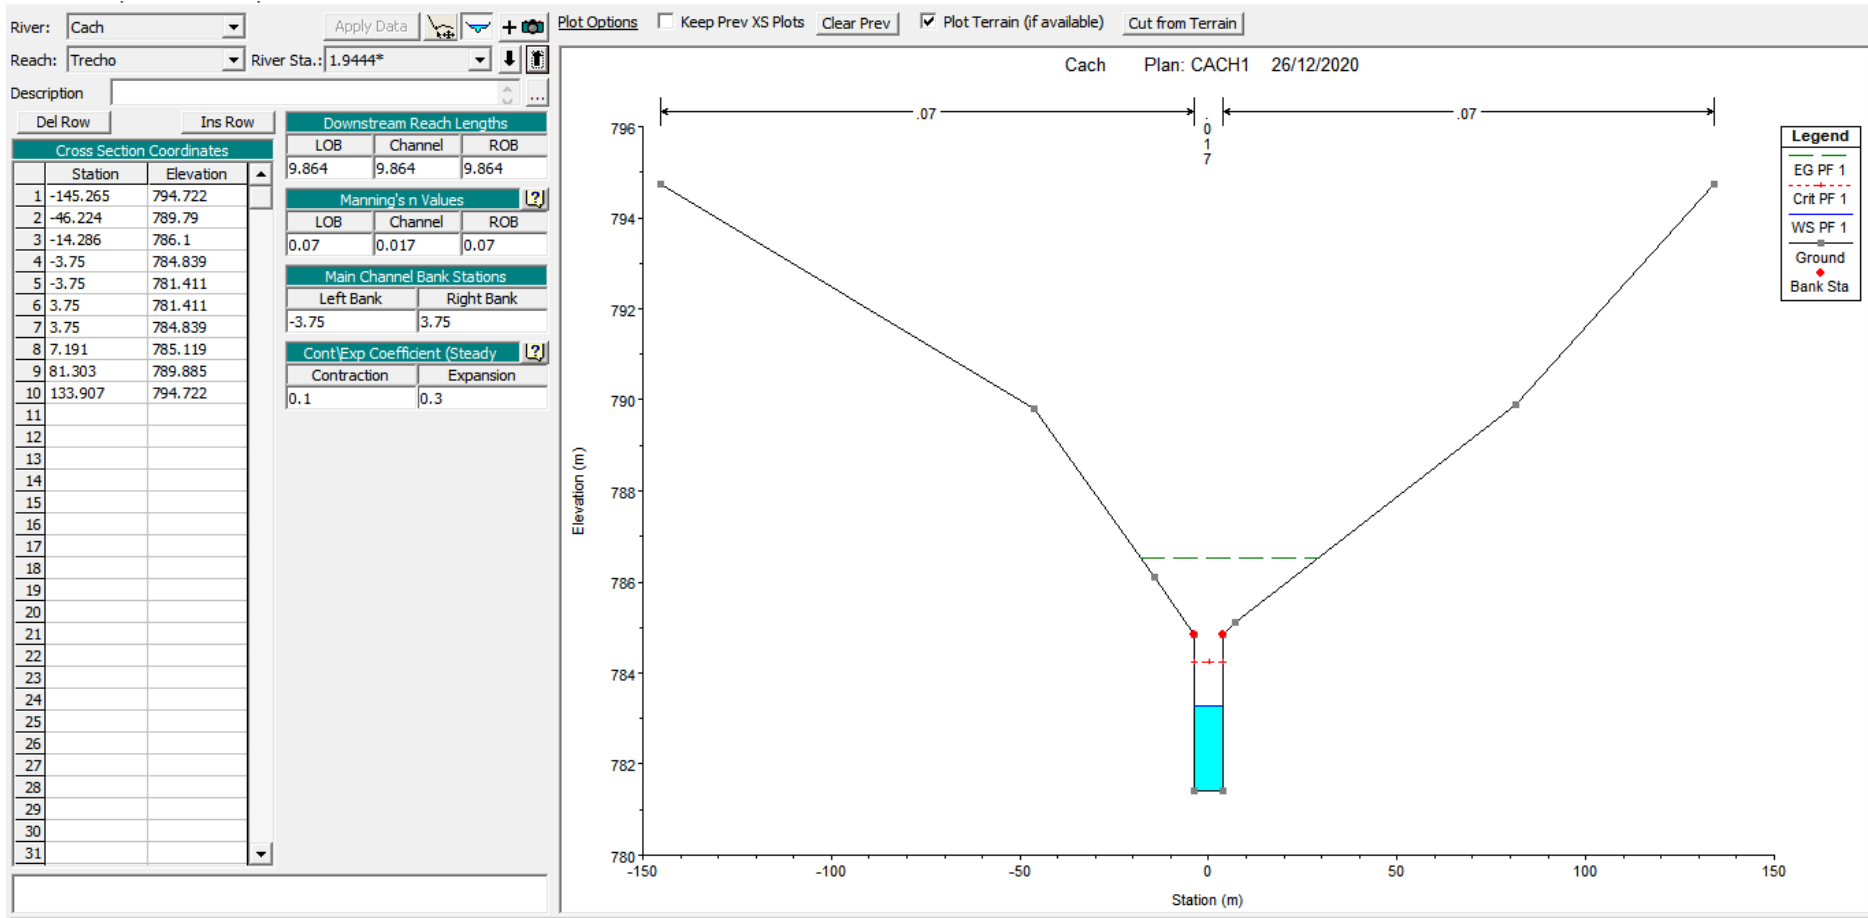 River: Cach Apply Data
Reach: Trecho River Sta.: 1.9444*
Description ...
Del Row Ins Row
Cross Section Coordinates
Station Elevation
1 -145.265 794.722
2 -46.224 789.79
3 -14.286 786.1
4 -3.75 784.839
5 -3.75 781.411
6 3.75 781.411
7 3.75 784.839
8 7.191 785.119
9 81.303 789.885
10 133.907 794.722
11
12
13
14
15
16
17
18
19
20
21
22
23
24
25
26
27
28
29
30
31
Downstream Reach Lengths
LOB Channel ROB
9.864 9.864 9.864
Manning's n Values
LOB Channel ROB
0.07 0.017 0.07
Main Channel Bank Stations
Left Bank Right Bank
-3.75 3.75
Cont\Exp Coefficient (Steady
Contraction Expansion
0.1 0.3
Plot Options Keep Prev XS Plots Clear Prev Plot Terrain (if available) Cut from Terrain
Cach Plan: CACH1 26/12/2020
.07 .017 .07
796
794
792
790
788
786
784
782
780
Elevation (m)
-150 -100 -50 0 50 100 150
Station (m)
Legend
EG PF 1
Crit PF 1
WS PF 1
Ground
Bank Sta